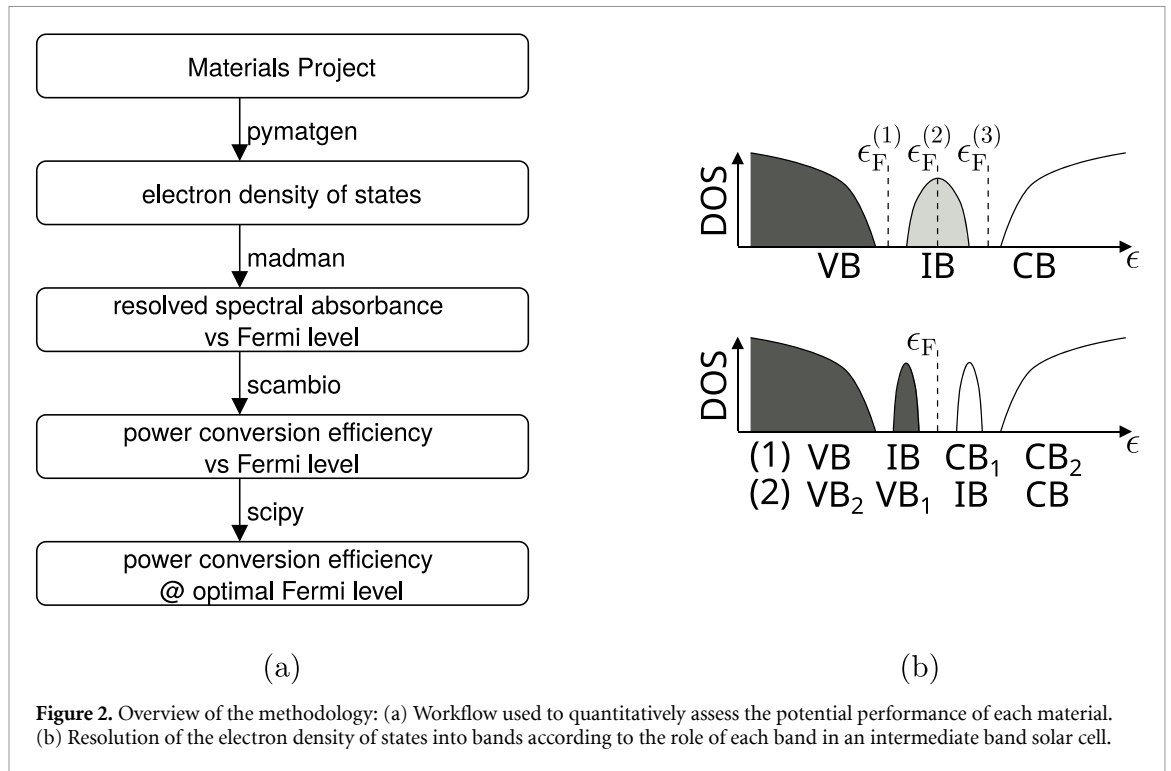 Materials Project
pymatgen
electron density of states
madman
resolved spectral absorbance
vs Fermi level
scambio
power conversion efficiency
vs Fermi level
scipy
power conversion efficiency
@ optimal Fermi level
(a)
DOS
ϵ_F^(1) ϵ_F^(2) ϵ_F^(3)
VB IB CB ϵ
DOS
ϵ_F
ϵ
(1) VB IB CB₁ CB₂
(2) VB₂ VB₁ IB CB
(b)
Figure 2. Overview of the methodology: (a) Workflow used to quantitatively assess the potential performance of each material.
(b) Resolution of the electron density of states into bands according to the role of each band in an intermediate band solar cell.